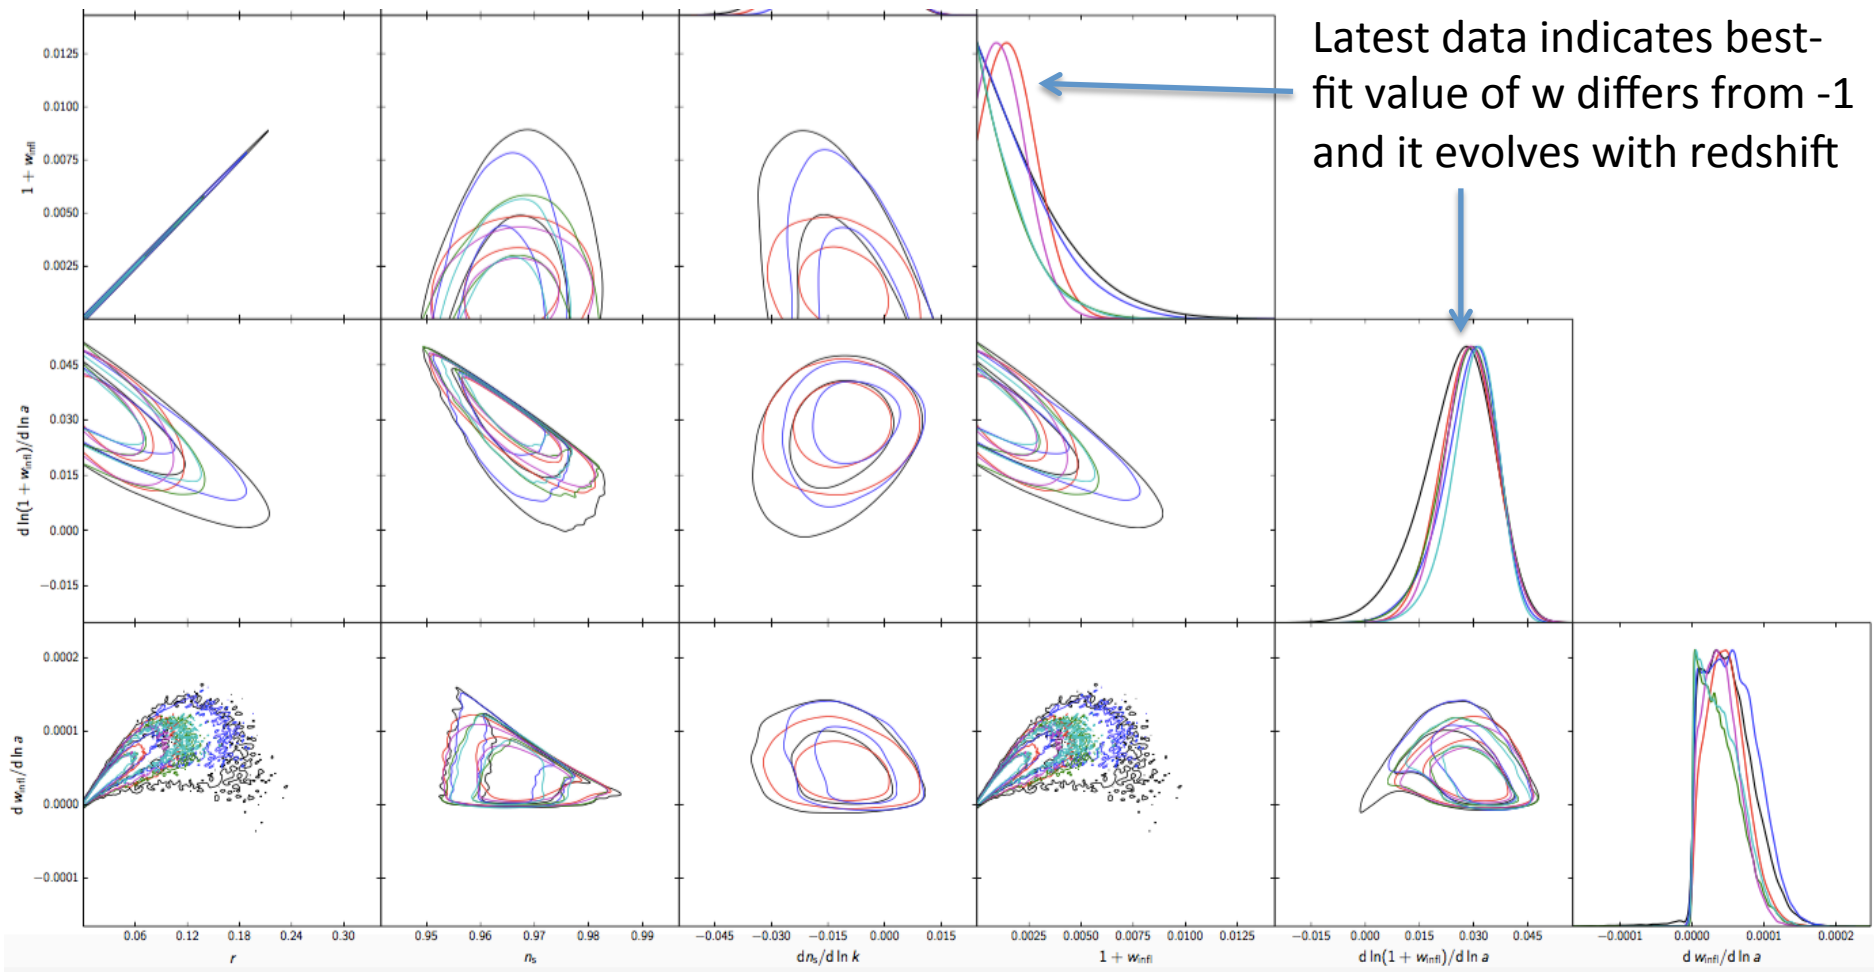 Latest data indicates best-
fit value of w differs from -1
and it evolves with redshift
0.0125
0.0100
0.0075
0.0050
0.0025
1 + w_infl
0.045
0.030
0.015
0.000
−0.015
d ln(1 + w_infl)/d ln a
0.0002
0.0001
0.0000
−0.0001
d w_infl/d ln a
0.06 0.12 0.18 0.24 0.30
r
0.95 0.96 0.97 0.98 0.99
n_s
−0.045 −0.030 −0.015 0.000 0.015
dn_s/d ln k
0.0025 0.0050 0.0075 0.0100 0.0125
1 + w_infl
−0.015 0.000 0.015 0.030 0.045
d ln(1 + w_infl)/d ln a
−0.0001 0.0000 0.0001 0.0002
d w_infl/d ln a